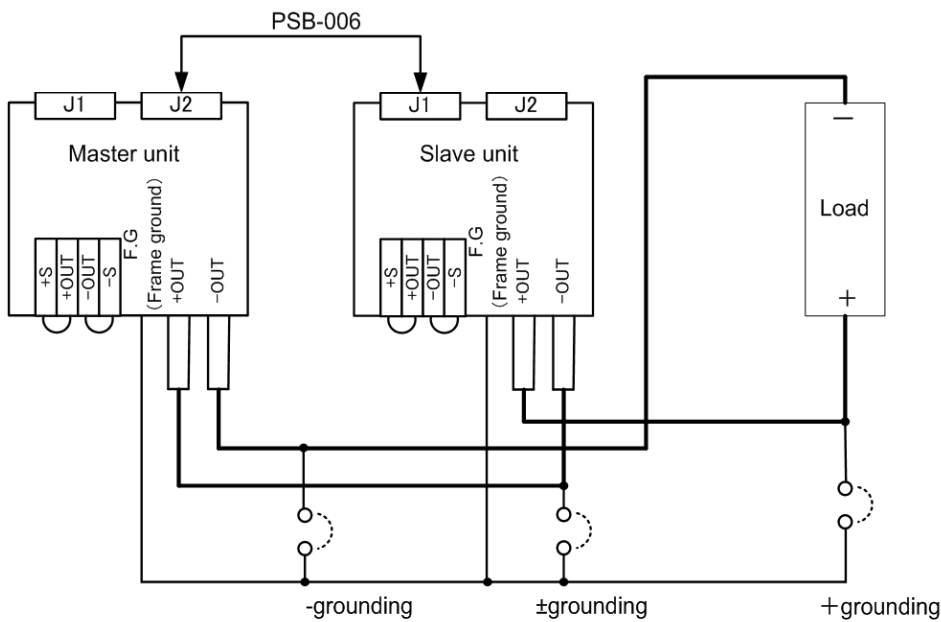 PSB-006
J1
J2
J1
J2
Master unit
Slave unit
+S
+OUT
−OUT
−S
F.G
(Frame ground)
+OUT
−OUT
+S
+OUT
−OUT
−S
F.G
(Frame ground)
+OUT
−OUT
−
Load
+
-grounding
±grounding
+grounding